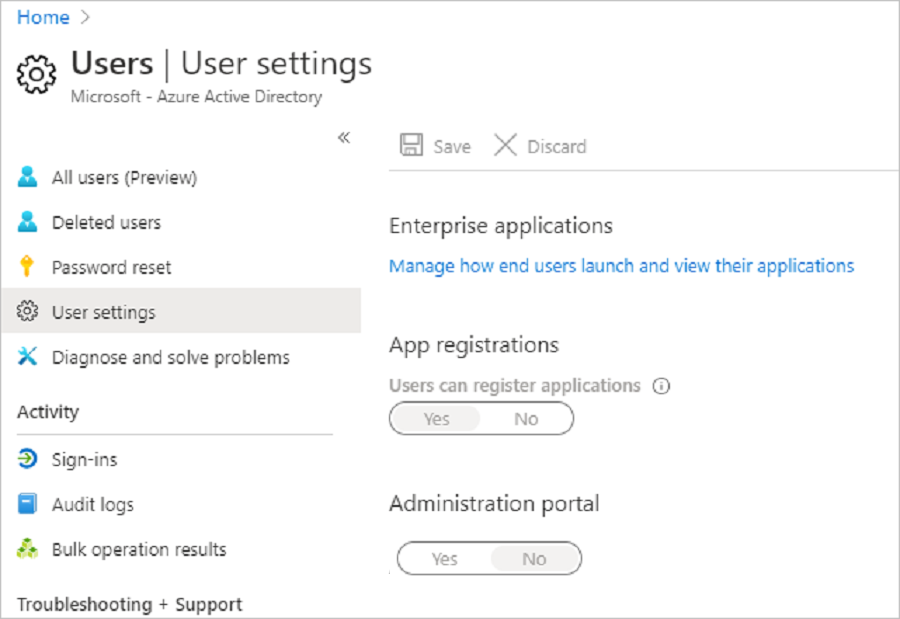 Home
Users | User settings
Microsoft - Azure Active Directory
«
All users (Preview)
Deleted users
Password reset
User settings
Diagnose and solve problems
Activity
Sign-ins
Audit logs
Bulk operation results
Troubleshooting + Support
Save Discard
Enterprise applications
Manage how end users launch and view their applications
App registrations
Users can register applications
Yes No
Administration portal
Yes No